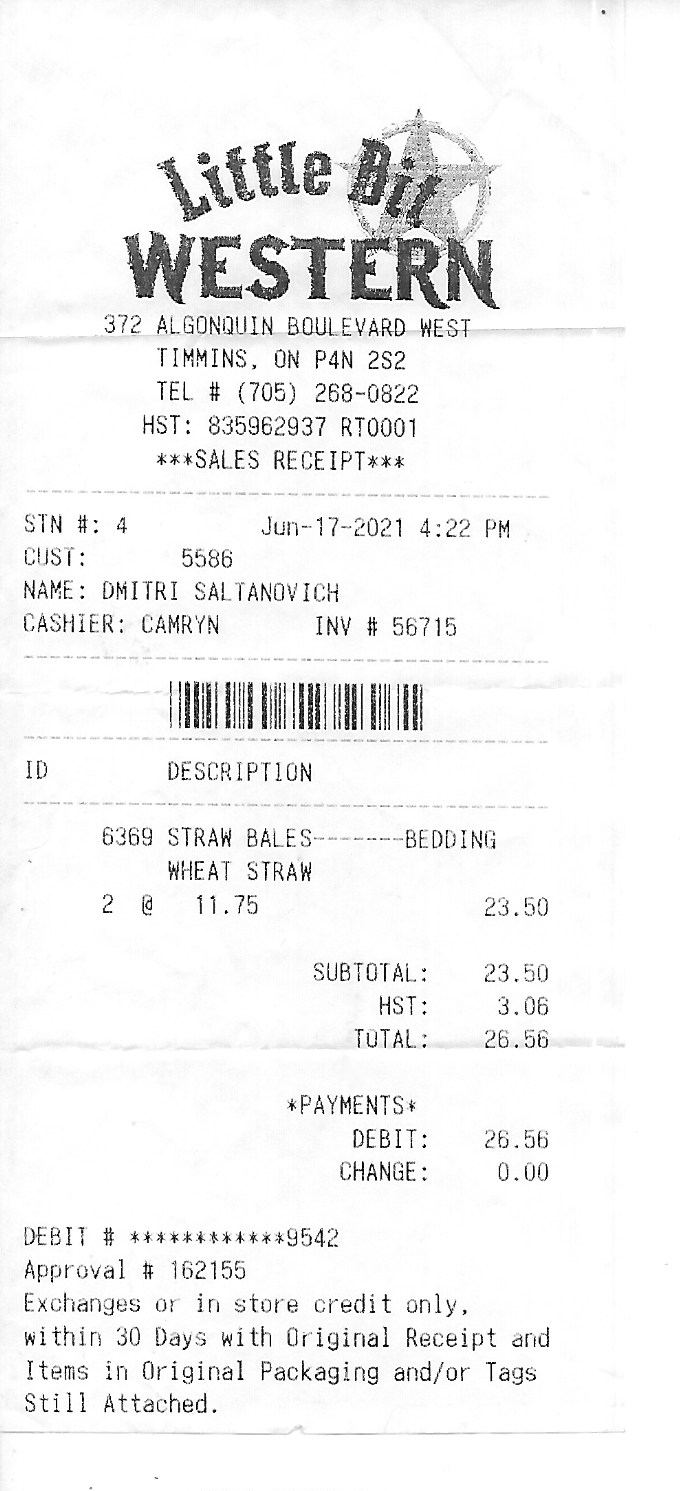 Little Bit
WESTERN
372 ALGONQUIN BOULEVARD WEST
TIMMINS, ON P4N 2S2
TEL # (705) 268-0822
HST: 835962937 RT0001
***SALES RECEIPT***
STN #: 4 Jun-17-2021 4:22 PM
CUST: 5586
NAME: DMITRI SALTANOVICH
CASHIER: CAMRYN INV # 56715
ID DESCRIPTION
6369 STRAW BALES-------BEDDING
WHEAT STRAW
2 @ 11.75 23.50
SUBTOTAL: 23.50
HST: 3.06
TOTAL: 26.56
*PAYMENTS*
DEBIT: 26.56
CHANGE: 0.00
DEBIT # ************9542
Approval # 162155
Exchanges or in store credit only,
within 30 Days with Original Receipt and
Items in Original Packaging and/or Tags
Still Attached.